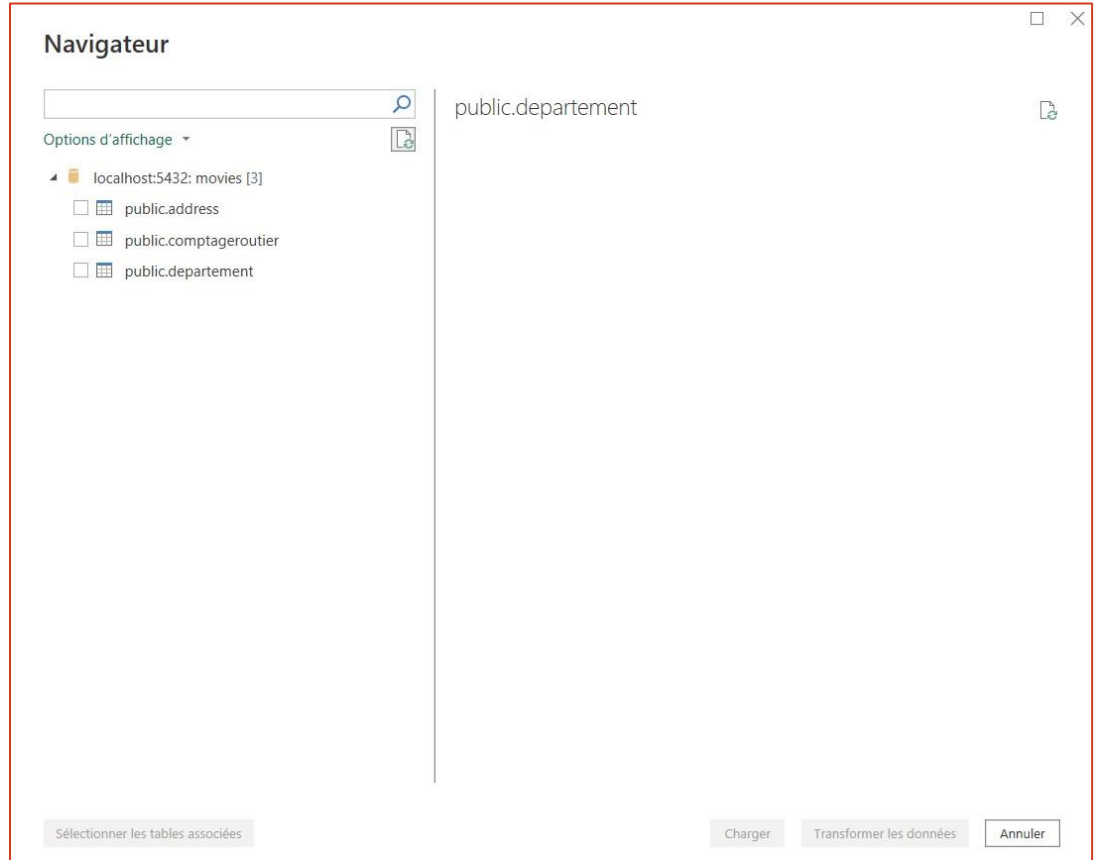 Navigateur
Options d'affichage
localhost:5432: movies [3]
public.address
public.comptageroutier
public.departement
public.departement
Sélectionner les tables associées
Charger
Transformer les données
Annuler